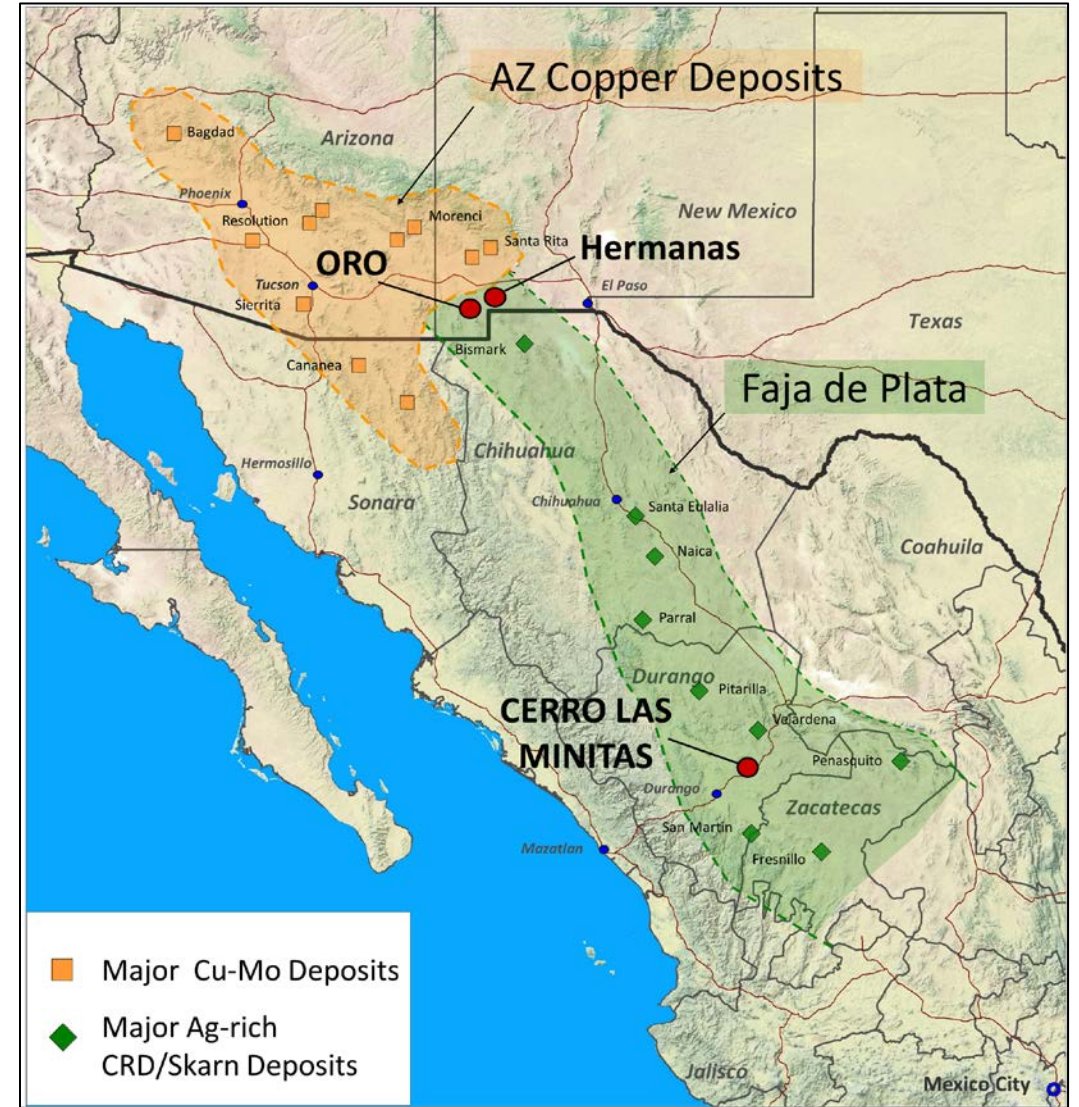 AZ Copper Deposits
Bagdad
Arizona
Phoenix
Resolution
Morenci
New Mexico
Santa Rita
Hermanas
ORO
Tucson
El Paso
Sierrita
Texas
Bismark
Cananea
Faja de Plata
Chihuahua
Hermosillo
Sonara
Chihuahua
Santa Eulalia
Naica
Coahuila
Parral
Durango
Pitarilla
CERRO LAS
MINITAS
Velardena
Penasquito
Durango
Zacatecas
San Martin
Mazatlan
Fresnillo
Major Cu-Mo Deposits
Major Ag-rich
CRD/Skarn Deposits
Jalisco
Mexico City